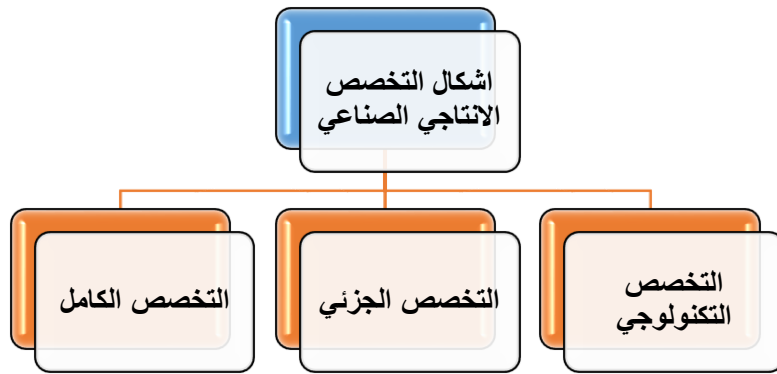 اشكال التخصص
الانتاجي الصناعي
التخصص
التكنولوجي
التخصص الجزئي
التخصص الكامل